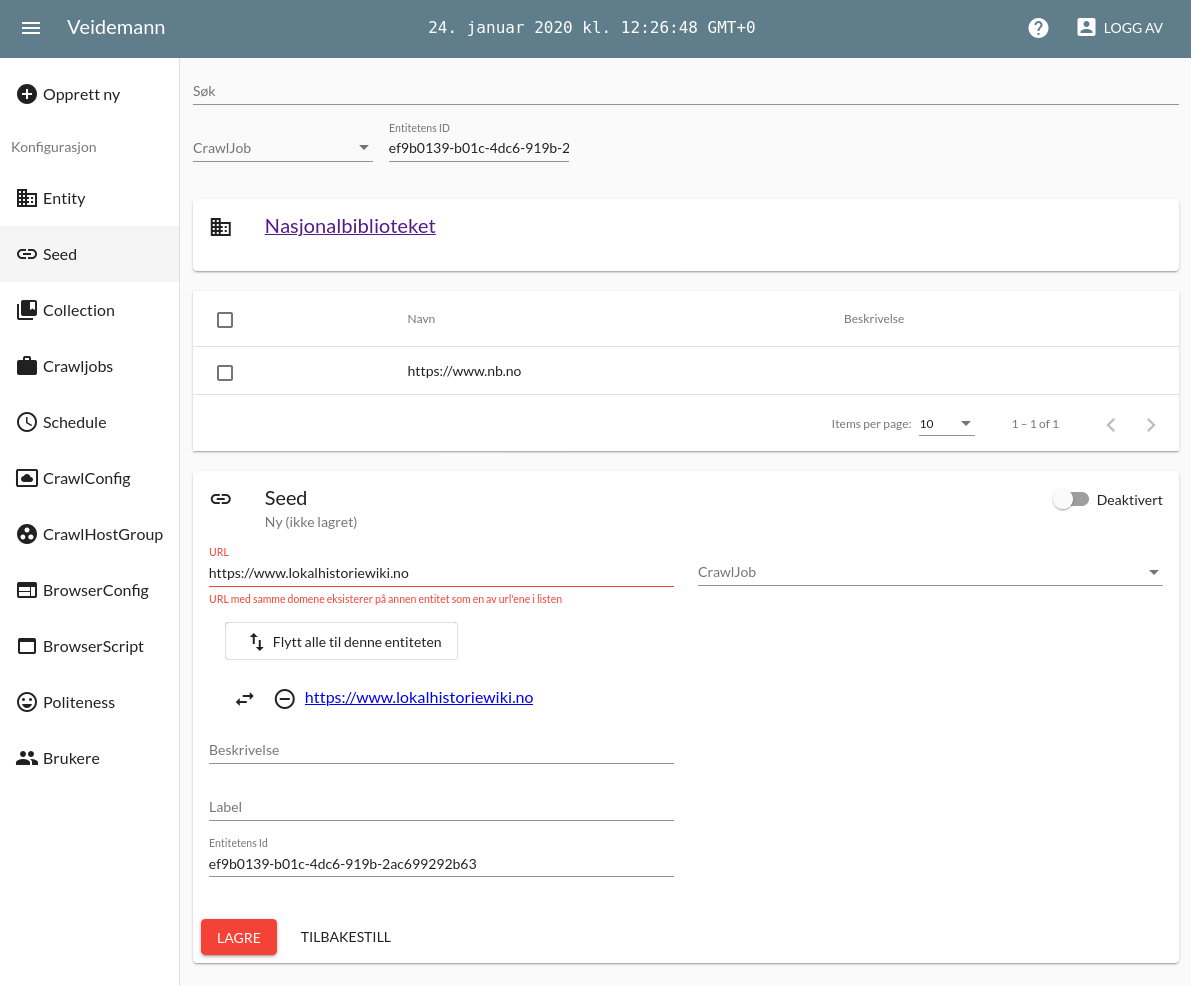 Veidemann
24. januar 2020 kl. 12:26:48 GMT+0
LOGG AV
Opprett ny
Konfigurasjon
Entity
Seed
Collection
Crawljobs
Schedule
CrawlConfig
CrawlHostGroup
BrowserConfig
BrowserScript
Politeness
Brukere
Søk
CrawlJob
Entitetens ID
ef9b0139-b01c-4dc6-919b-2
Nasjonalbiblioteket
Navn Beskrivelse
https://www.nb.no
Items per page: 10 1 – 1 of 1
Seed
Ny (ikke lagret)
Deaktivert
URL
https://www.lokalhistoriewiki.no
URL med samme domene eksisterer på annen entitet som en av url'ene i listen
CrawlJob
Flytt alle til denne entiteten
https://www.lokalhistoriewiki.no
Beskrivelse
Label
Entitetens Id
ef9b0139-b01c-4dc6-919b-2ac699292b63
LAGRE TILBAKESTILL